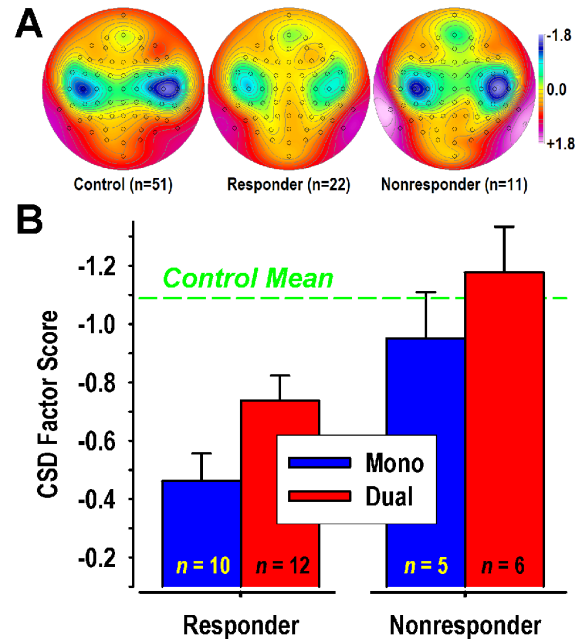 A
-1.8
0.0
+1.8
Control (n=51)
Responder (n=22)
Nonresponder (n=11)
B
Control Mean
CSD Factor Score
-1.2
-1.0
-0.8
-0.6
-0.4
-0.2
Mono
Dual
n = 10
n = 12
n = 5
n = 6
Responder
Nonresponder